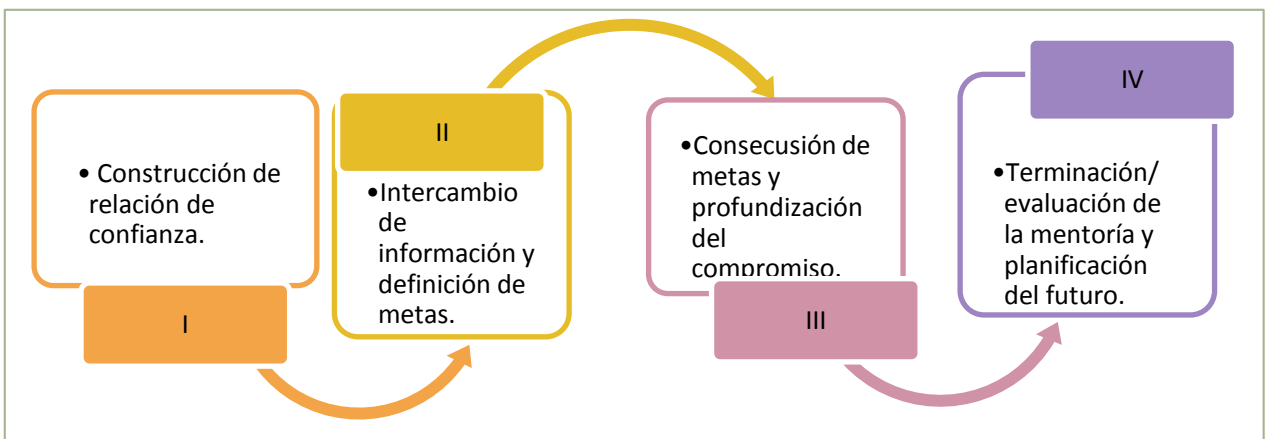 • Construcción de
relación de
confianza.
I
II
•Intercambio
de
información y
definición de
metas.
•Consecusión de
metas y
profundización
del
compromiso.
III
IV
•Terminación/
evaluación de
la mentoría y
planificación
del futuro.